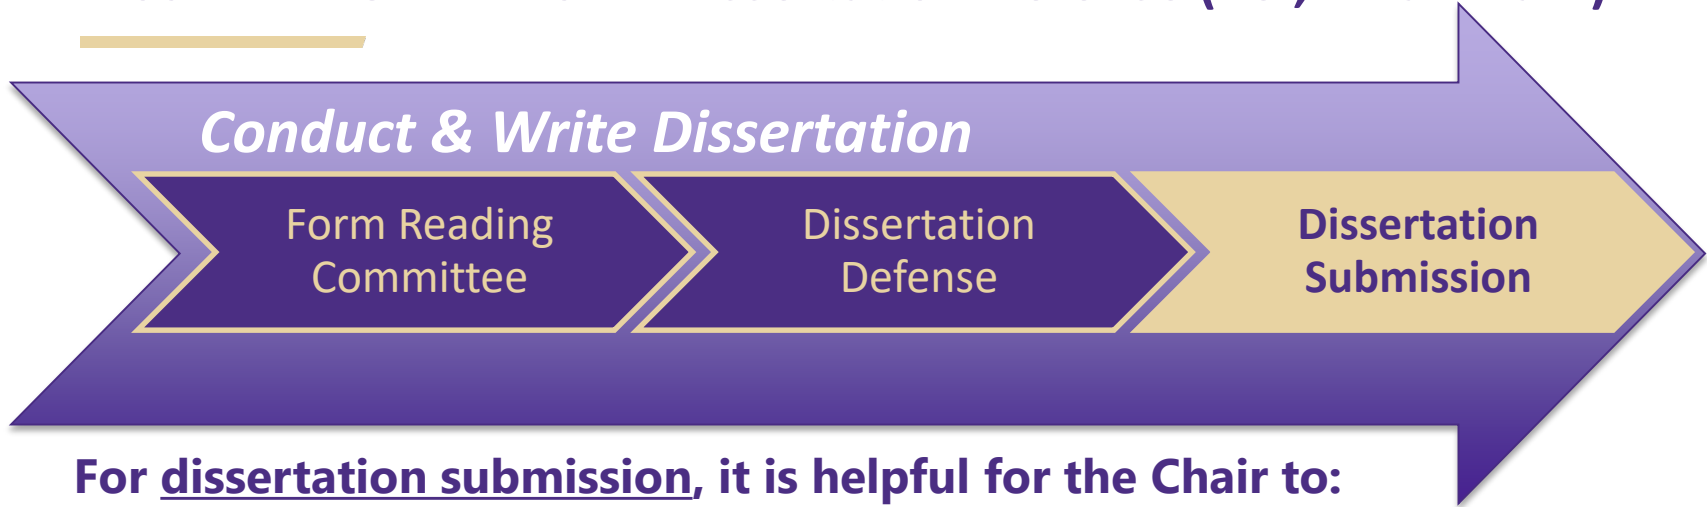 Conduct & Write Dissertation
Form Reading
Committee
Dissertation
Defense
Dissertation
Submission
For dissertation submission, it is helpful for the Chair to: